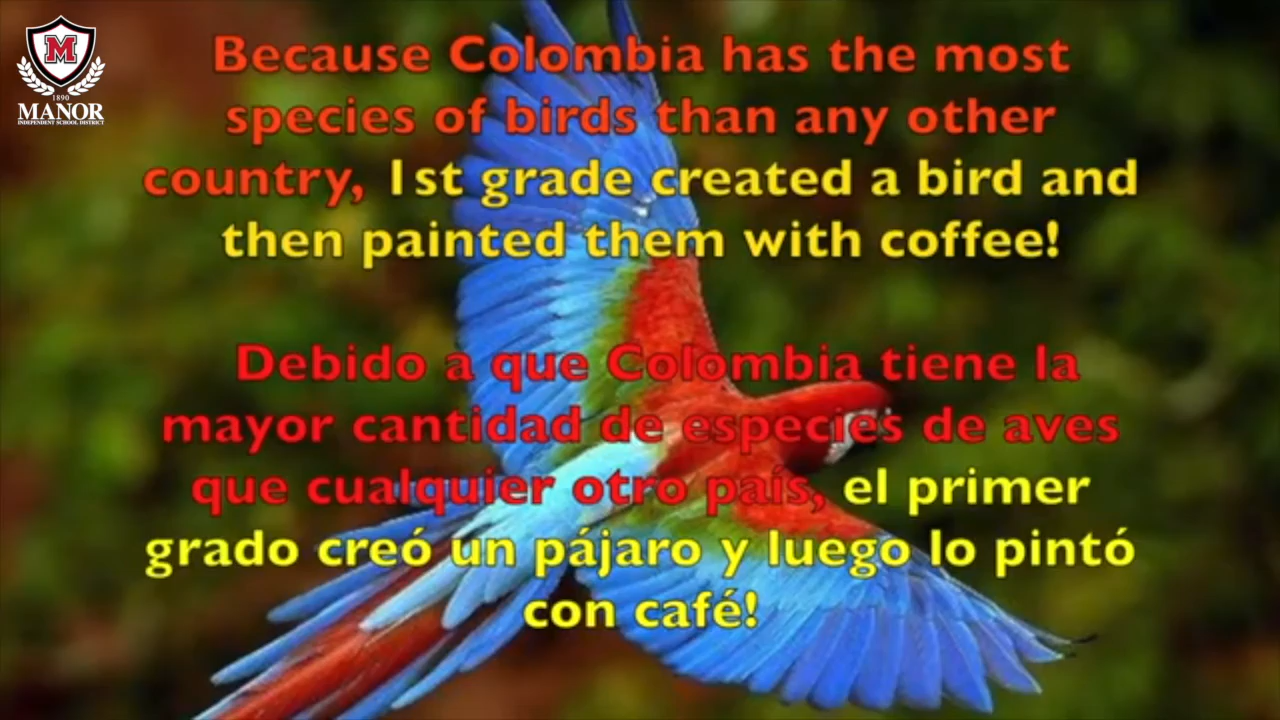 M
1890
MANOR
INDEPENDENT SCHOOL DISTRICT
Because Colombia has the most
species of birds than any other
country, 1st grade created a bird and
then painted them with coffee!
Debido a que Colombia tiene la
mayor cantidad de especies de aves
que cualquier otro país, el primer
grado creó un pájaro y luego lo pintó
con café!